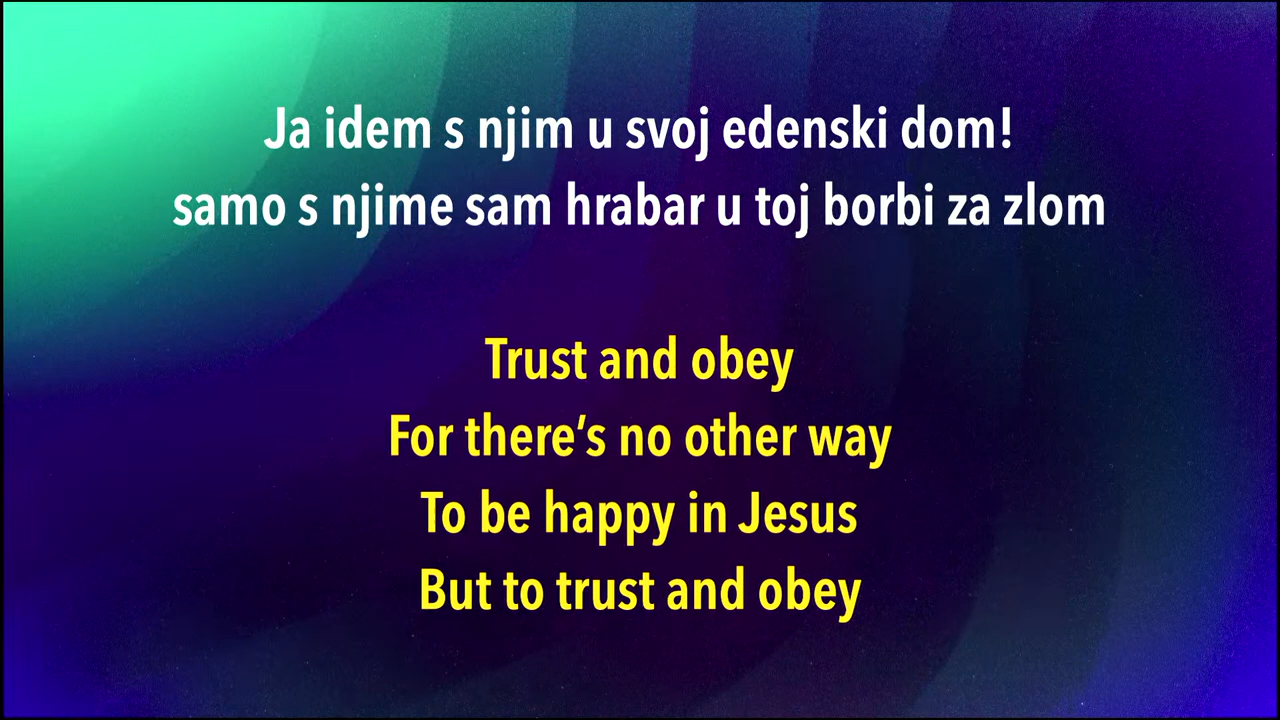 Ja idem s njim u svoj edenski dom!
samo s njime sam hrabar u toj borbi za zlom
Trust and obey
For there’s no other way
To be happy in Jesus
But to trust and obey